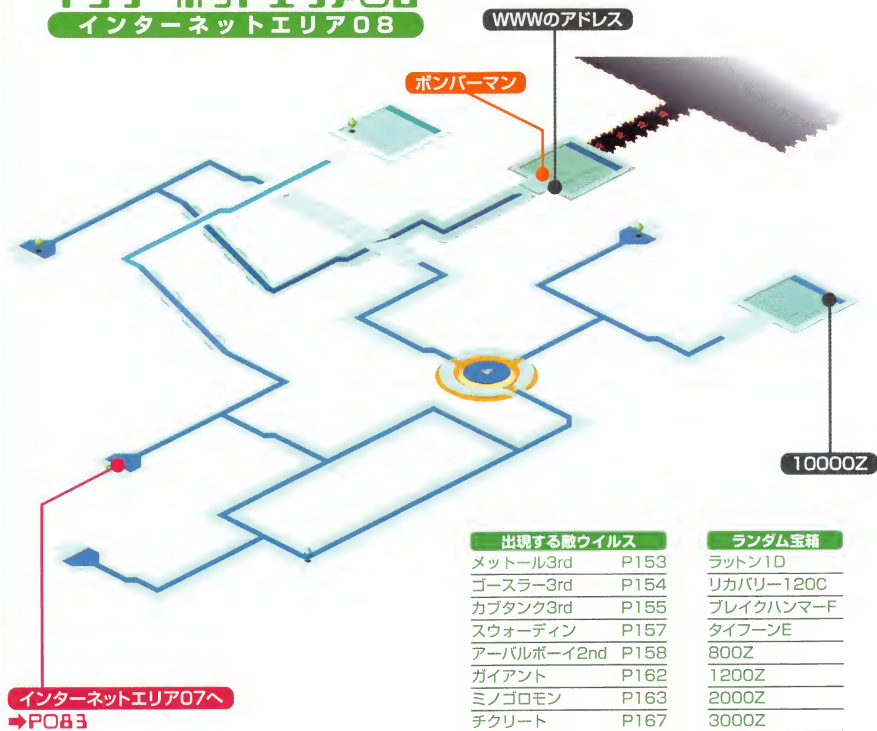 インターネットエリア08
WWWのアドレス
ボンバーマン
10000Z
インターネットエリア07へ
➡P083
出現する敵ウイルス
メットール3rd P153
ゴースラー3rd P154
カブタンク3rd P155
スウォーディン P157
アーバルボーイ2nd P158
ガイアント P162
ミノゴロモン P163
チクリート P167
ランダム宝箱
ラットン1D
リカバリー120C
ブレイクハンマーF
タイフーンE
800Z
1200Z
2000Z
3000Z